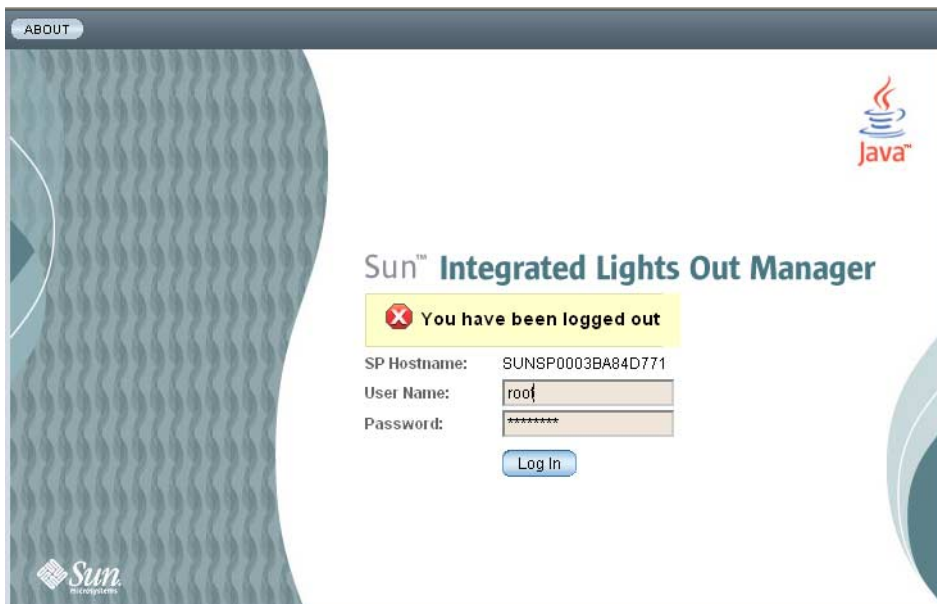 ABOUT
Java™
Sun™ Integrated Lights Out Manager
You have been logged out
SP Hostname: SUNSP0003BA84D771
User Name: root
Password: ********
Log In
Sun
microsystems